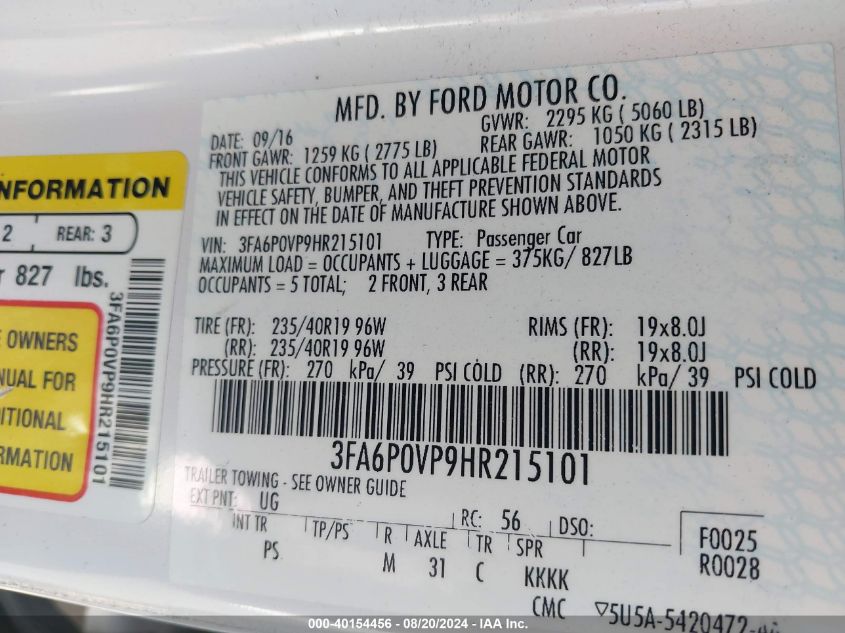 MFD. BY FORD MOTOR CO.
DATE: 09/16 GVWR: 2295 KG ( 5060 LB)
FRONT GAWR: 1259 KG ( 2775 LB) REAR GAWR: 1050 KG ( 2315 LB)
THIS VEHICLE CONFORMS TO ALL APPLICABLE FEDERAL MOTOR
VEHICLE SAFETY, BUMPER, AND THEFT PREVENTION STANDARDS
IN EFFECT ON THE DATE OF MANUFACTURE SHOWN ABOVE.
VIN: 3FA6P0VP9HR215101 TYPE: Passenger Car
MAXIMUM LOAD = OCCUPANTS + LUGGAGE = 375KG/ 827LB
OCCUPANTS = 5 TOTAL; 2 FRONT, 3 REAR
TIRE (FR): 235/40R19 96W RIMS (FR): 19x8.0J
(RR): 235/40R19 96W (RR): 19x8.0J
PRESSURE (FR): 270 kPa/ 39 PSI COLD (RR): 270 kPa/ 39 PSI COLD
3FA6P0VP9HR215101
TRAILER TOWING - SEE OWNER GUIDE
EXT PNT: UG RC: 56 DSO:
INT TR TP/PS R AXLE TR SPR
PS M 31 C KKKK
F0025
R0028
CMC 5U5A-5420472-
INFORMATION
2 REAR: 3
827 lbs.
OWNERS
FOR
3FA6P0VP9HR215101
000-40154456 - 08/20/2024 - IAA Inc.